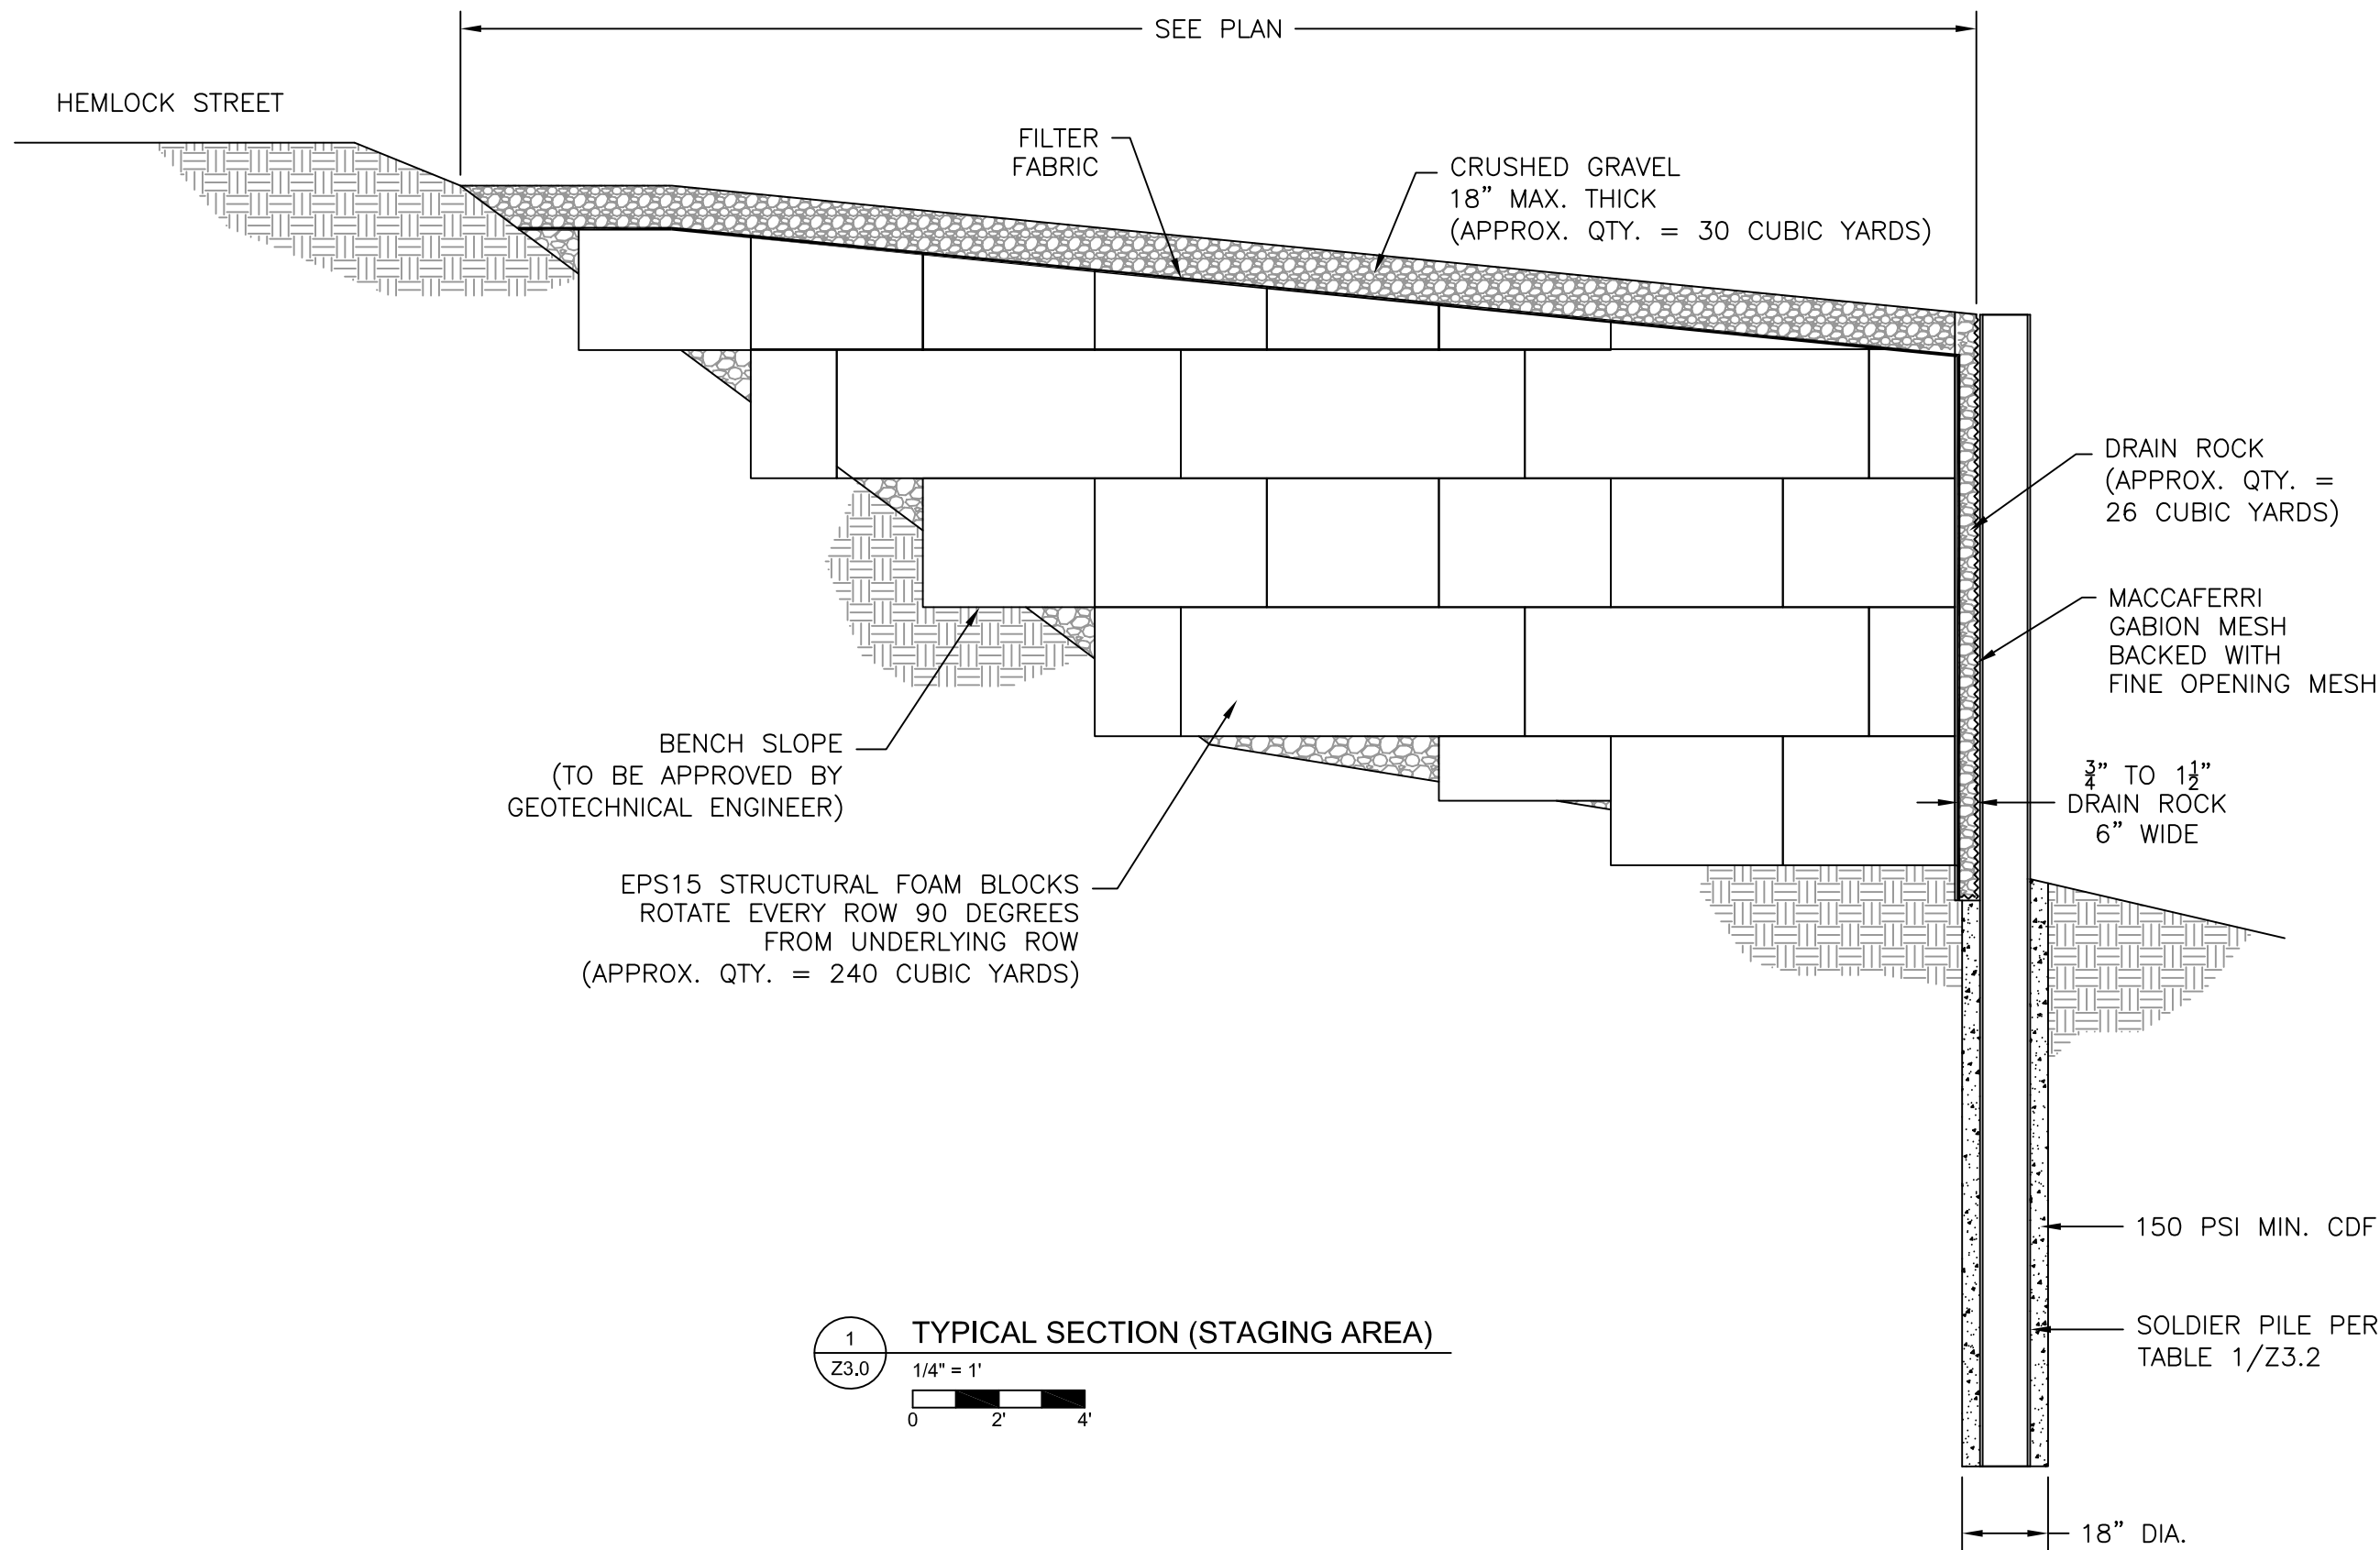 SEE PLAN
HEMLOCK STREET
FILTER
FABRIC
CRUSHED GRAVEL
18" MAX. THICK
(APPROX. QTY. = 30 CUBIC YARDS)
DRAIN ROCK
(APPROX. QTY. =
26 CUBIC YARDS)
MACCAFERRI
GABION MESH
BACKED WITH
FINE OPENING MESH
BENCH SLOPE
(TO BE APPROVED BY
GEOTECHNICAL ENGINEER)
3/4" TO 1 1/2"
DRAIN ROCK
6" WIDE
EPS15 STRUCTURAL FOAM BLOCKS
ROTATE EVERY ROW 90 DEGREES
FROM UNDERLYING ROW
(APPROX. QTY. = 240 CUBIC YARDS)
150 PSI MIN. CDF
SOLDIER PILE PER
TABLE 1/Z3.2
1
Z3.0
TYPICAL SECTION (STAGING AREA)
1/4" = 1'
0 2' 4'
18" DIA.